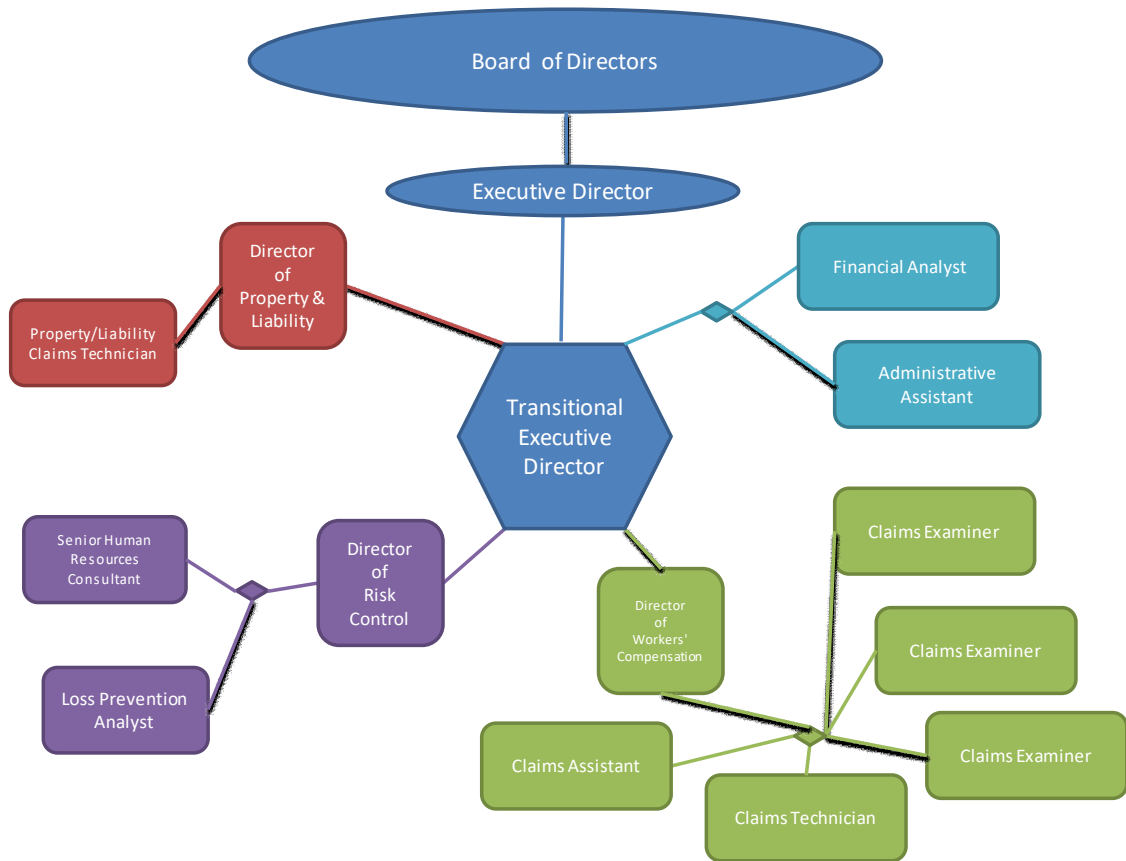 Board of Directors
Executive Director
Director
of
Property &
Liability
Financial Analyst
Property/Liability
Claims Technician
Administrative
Assistant
Transitional
Executive
Director
Senior Human
Resources
Consultant
Director
of
Risk
Control
Claims Examiner
Director
of
Workers'
Compensation
Claims Examiner
Loss Prevention
Analyst
Claims Assistant
Claims Examiner
Claims Technician